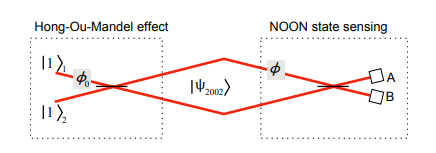 Hong-Ou-Mandel effect
NOON state sensing
|1⟩₁
ϕ₀
|1⟩₂
|ψ₂₀₀₂⟩
ϕ
A
B